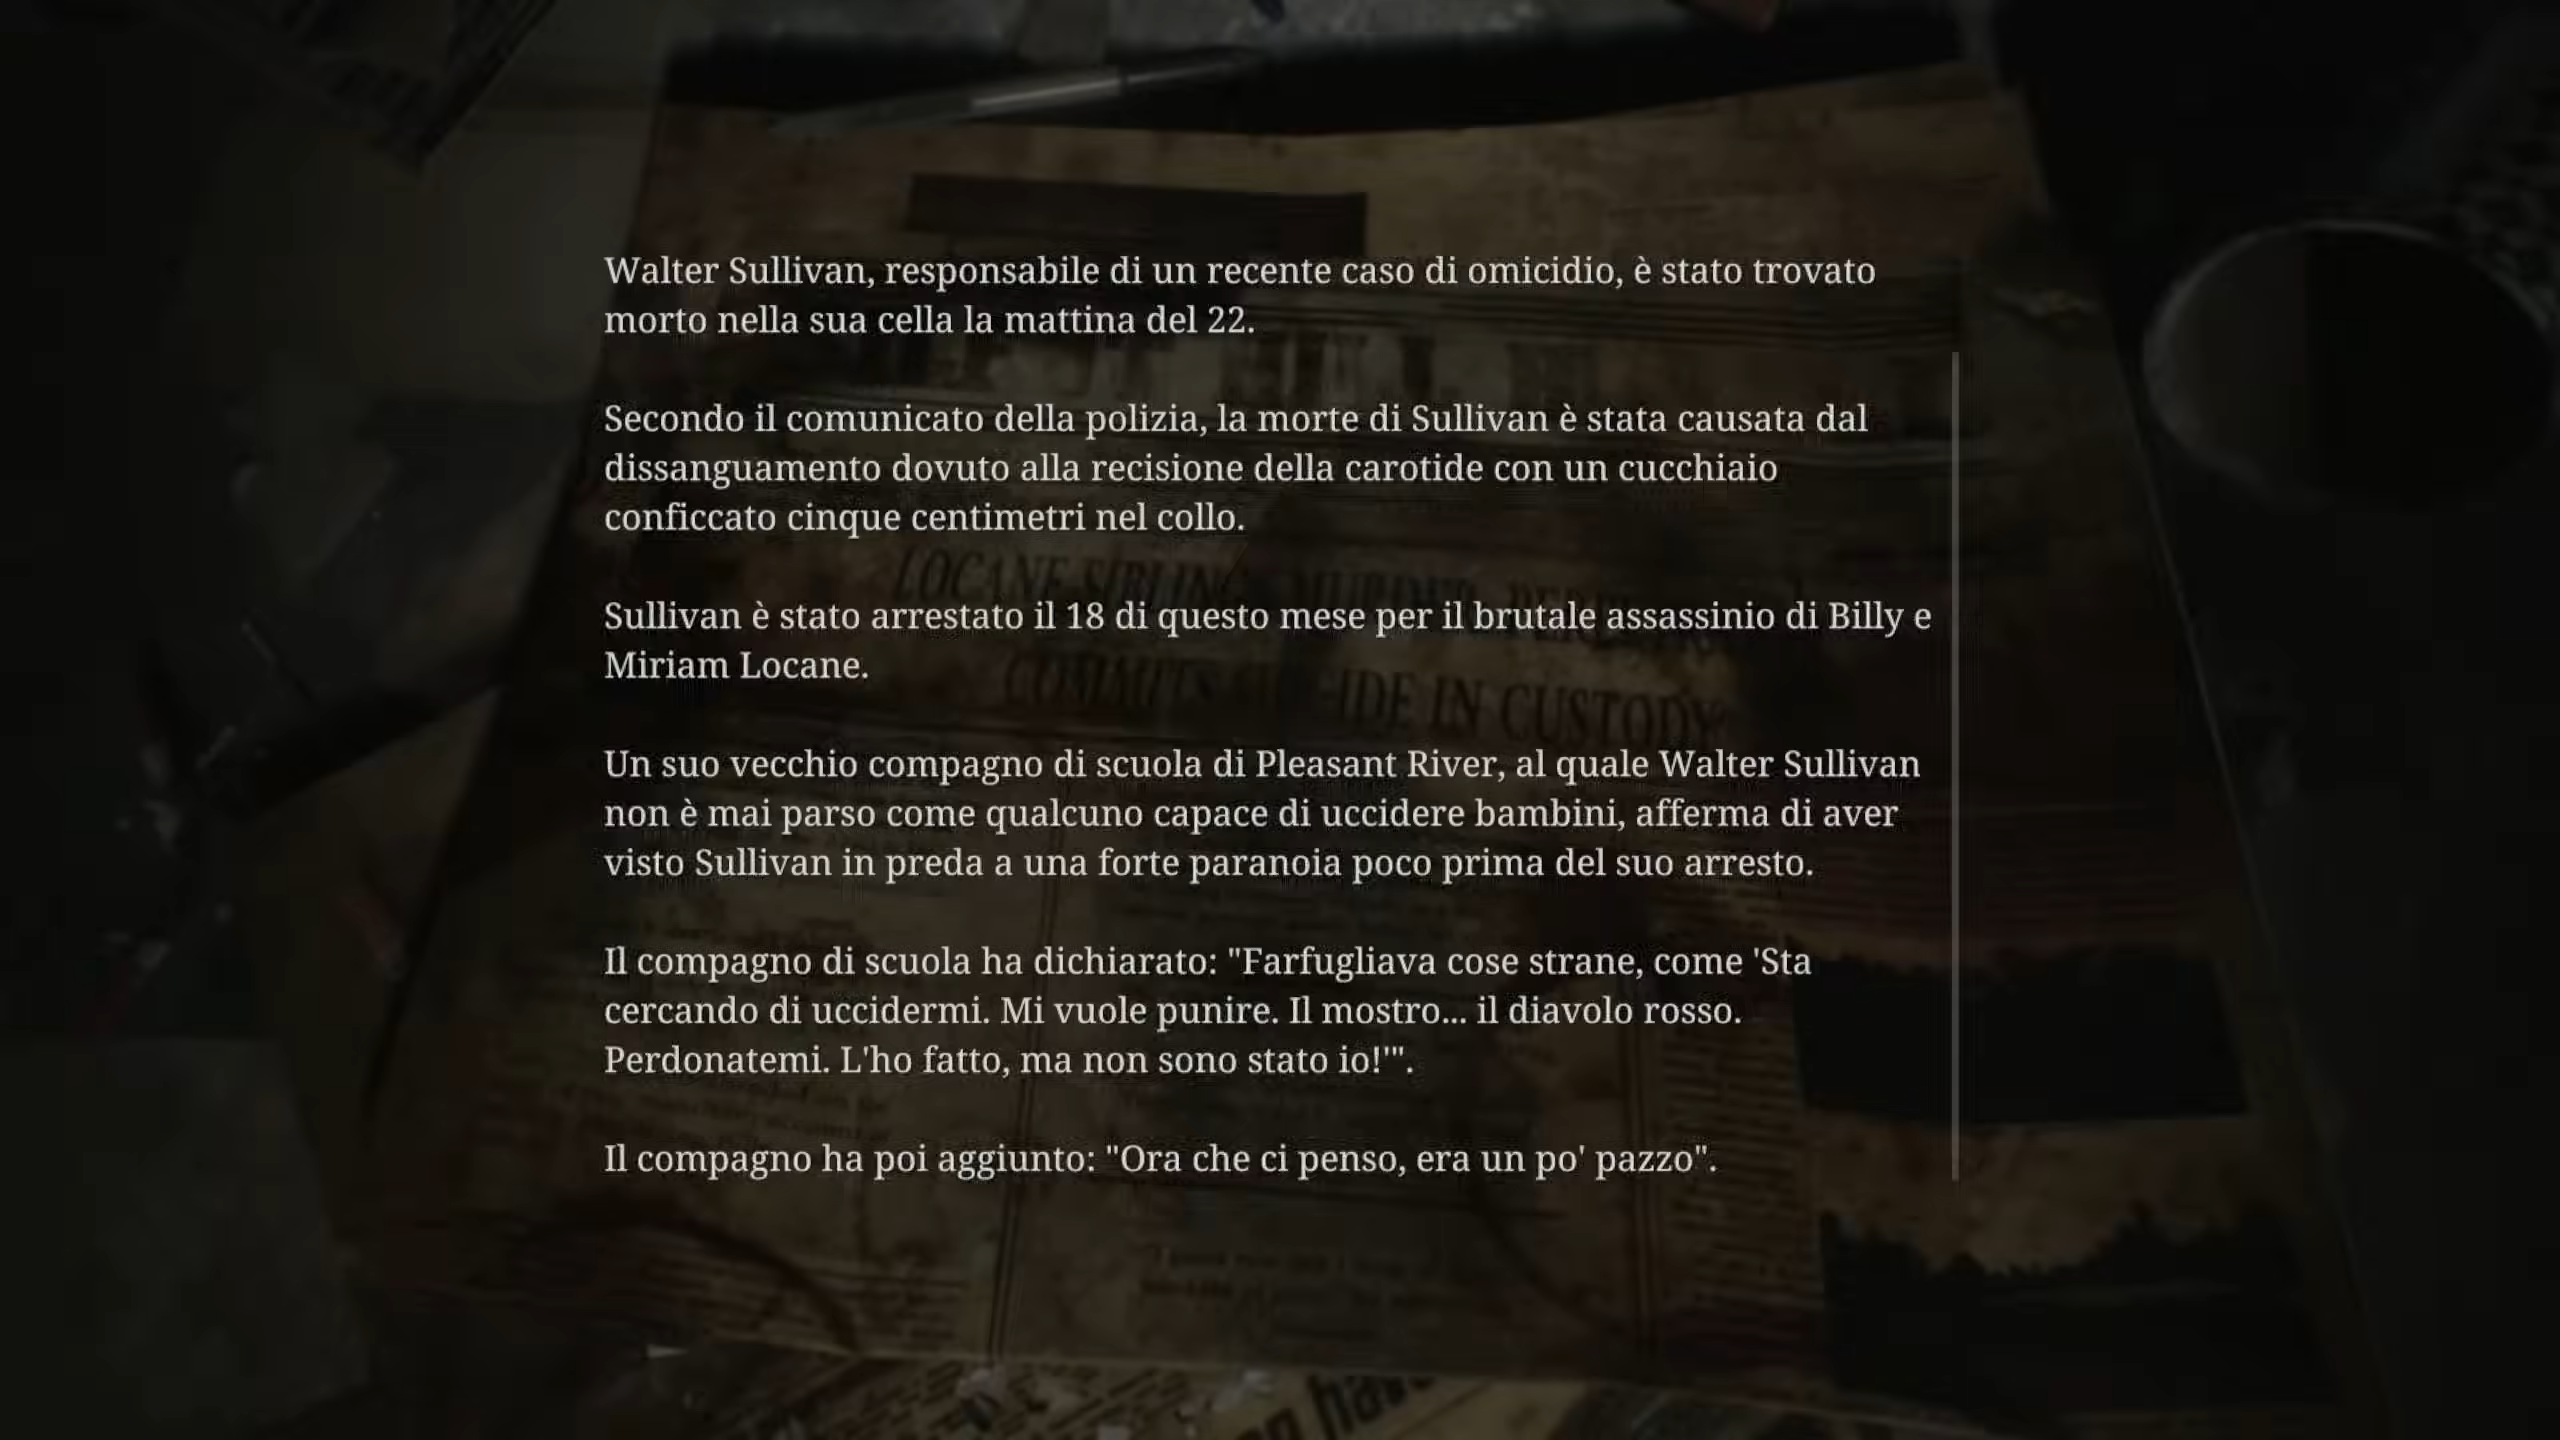 Walter Sullivan, responsabile di un recente caso di omicidio, è stato trovato
morto nella sua cella la mattina del 22.
Secondo il comunicato della polizia, la morte di Sullivan è stata causata dal
dissanguamento dovuto alla recisione della carotide con un cucchiaio
conficcato cinque centimetri nel collo.
LOCANE SIBLING MURDER
Sullivan è stato arrestato il 18 di questo mese per il brutale assassinio di Billy e
Miriam Locane.
COMMITS -IDE IN CUSTODY
Un suo vecchio compagno di scuola di Pleasant River, al quale Walter Sullivan
non è mai parso come qualcuno capace di uccidere bambini, afferma di aver
visto Sullivan in preda a una forte paranoia poco prima del suo arresto.
Il compagno di scuola ha dichiarato: "Farfugliava cose strane, come 'Sta
cercando di uccidermi. Mi vuole punire. Il mostro... il diavolo rosso.
Perdonatemi. L'ho fatto, ma non sono stato io!'".
Il compagno ha poi aggiunto: "Ora che ci penso, era un po' pazzo".